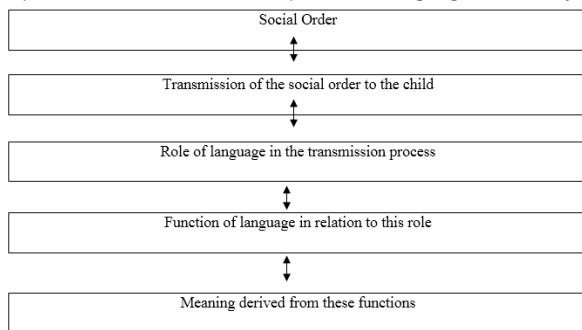 Social Order
Transmission of the social order to the child
Role of language in the transmission process
Function of language in relation to this role
Meaning derived from these functions